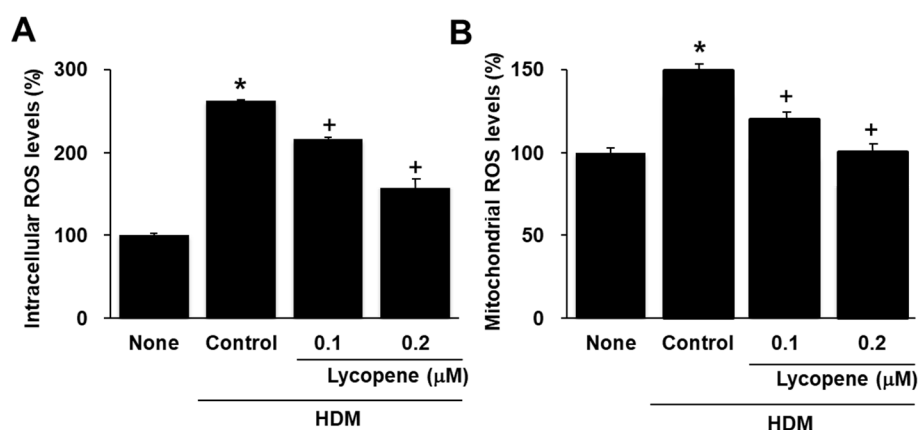 A
Intracellular ROS levels (%)
300
200
100
0
*
+
+
None Control 0.1 0.2
Lycopene (μM)
HDM
B
Mitochondrial ROS levels (%)
150
100
50
0
*
+
+
None Control 0.1 0.2
Lycopene (μM)
HDM